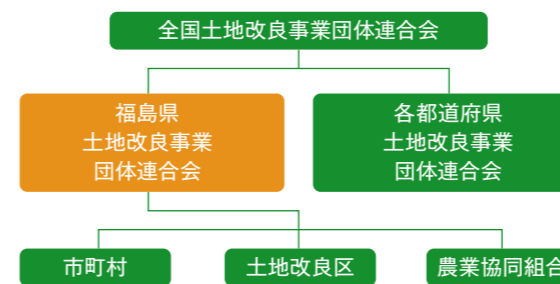 全国土地改良事業団体連合会
福島県
土地改良事業
団体連合会
各都道府県
土地改良事業
団体連合会
市町村
土地改良区
農業協同組合